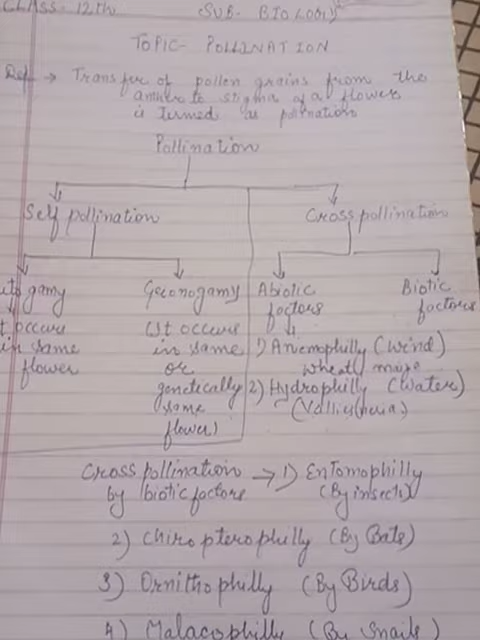 CLASS- 12th SUB- BIOLOGY
TOPIC- POLLINATION
Def → Transfer of pollen grains from the
anther to stigma of a flower
is termed as pollination
Pollination
Self pollination Cross pollination
utogamy Geconogamy Abiotic factors Biotic factors
t occurs in same flower
(It occurs in same or genetically same flower)
1) Anemophilly (wind)
wheat, maize
2) Hydrophilly (Water)
(Vallisneria)
Cross pollination by biotic factors → 1) Entomophilly (By insects)
2) Chiropterophilly (By Bats)
3) Ornithophilly (By Birds)
4) Malacophilly (By Snails)